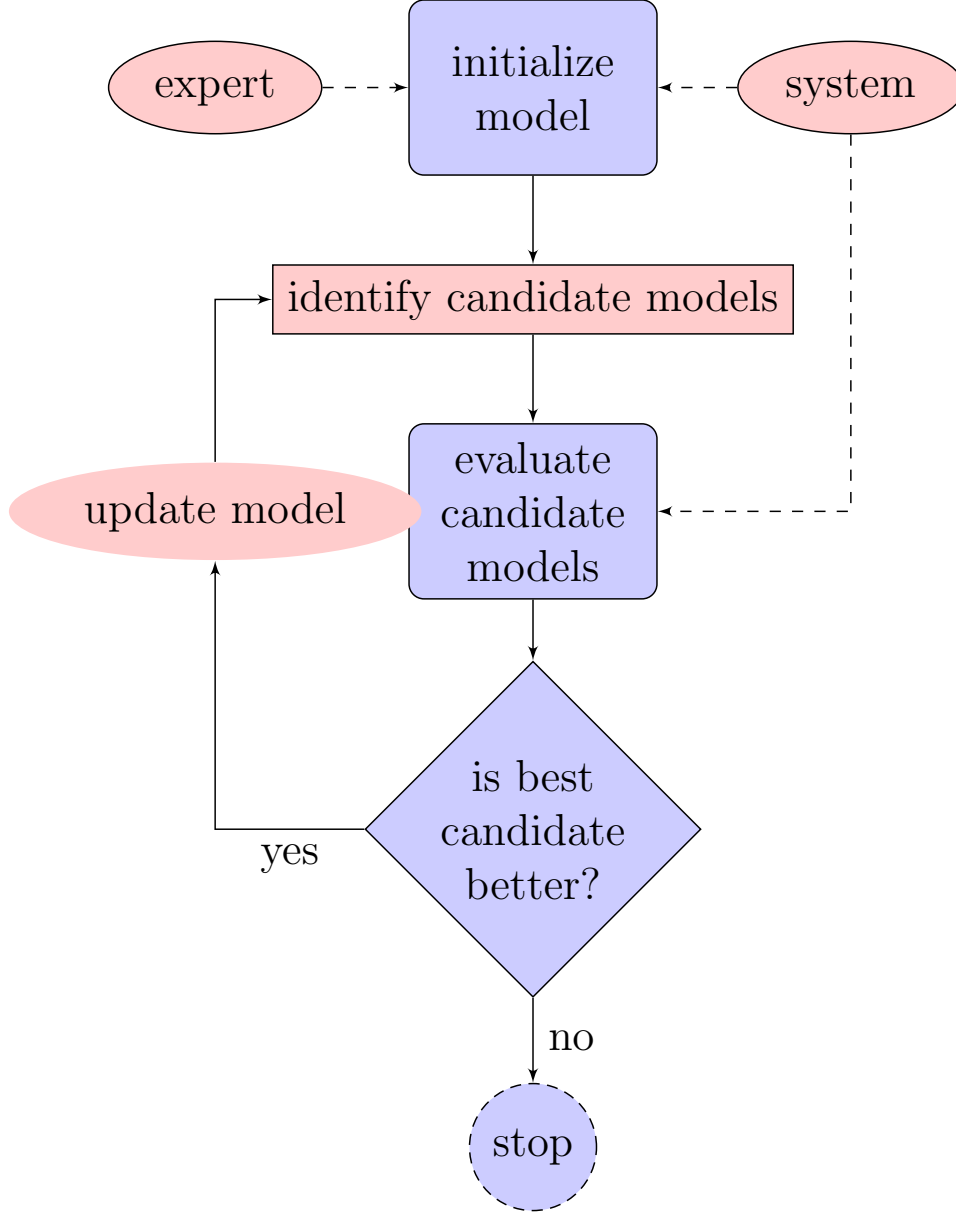 expert
initialize
model
system
identify candidate models
update model
evaluate
candidate
models
is best
candidate
better?
yes
no
stop